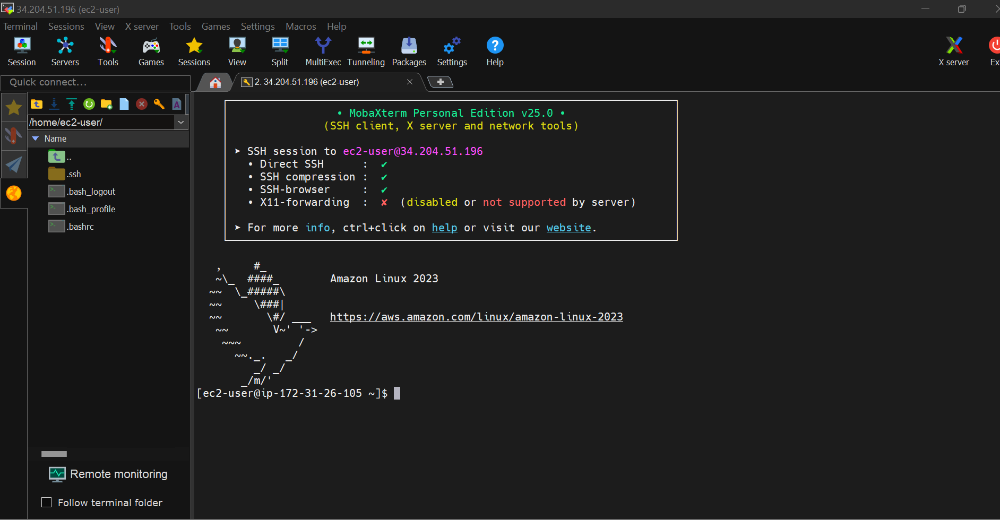 34.204.51.196 (ec2-user)
Terminal Sessions View X server Tools Games Settings Macros Help
Session Servers Tools Games Sessions View Split MultiExec Tunneling Packages Settings Help X server
Quick connect...
2. 34.204.51.196 (ec2-user)
/home/ec2-user/
Name
..
.ssh
.bash_logout
.bash_profile
.bashrc
Remote monitoring
Follow terminal folder
• MobaXterm Personal Edition v25.0 •
(SSH client, X server and network tools)
➤ SSH session to ec2-user@34.204.51.196
• Direct SSH : ✔
• SSH compression : ✔
• SSH-browser : ✔
• X11-forwarding : ✘ (disabled or not supported by server)
➤ For more info, ctrl+click on help or visit our website.
,     #_
~\_  ####_        Amazon Linux 2023
~~  \_#####\
~~     \###|
~~       \#/ ___   https://aws.amazon.com/linux/amazon-linux-2023
~~       V~' '->
~~~         /
~~._.   _/
_/ _/
_/m/'
[ec2-user@ip-172-31-26-105 ~]$